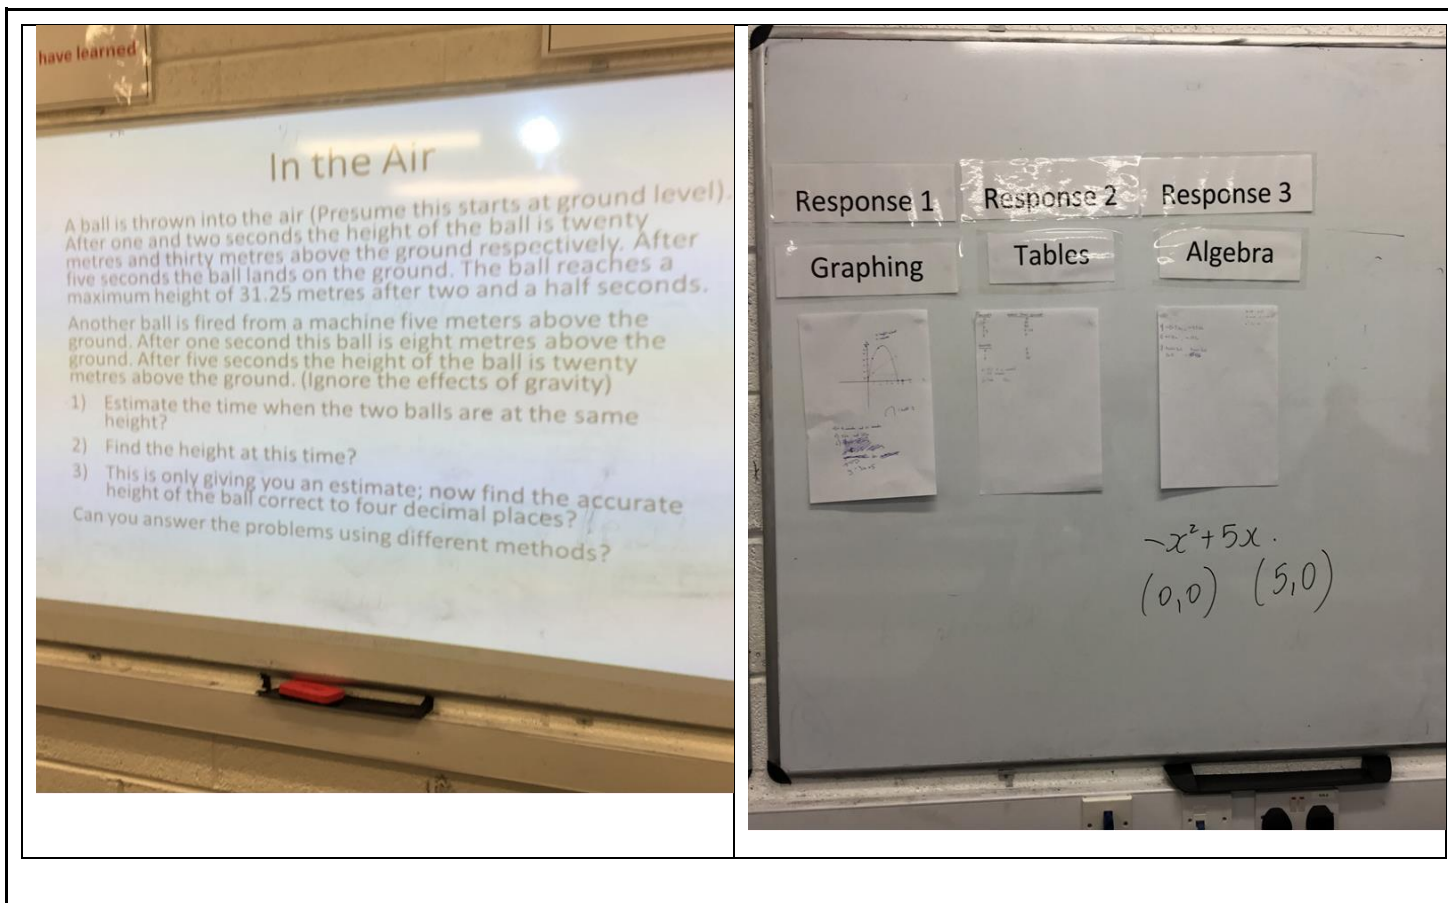 have learned
In the Air
A ball is thrown into the air (Presume this starts at ground level).
After one and two seconds the height of the ball is twenty
metres and thirty metres above the ground respectively. After
five seconds the ball lands on the ground. The ball reaches a
maximum height of 31.25 metres after two and a half seconds.
Another ball is fired from a machine five meters above the
ground. After one second this ball is eight metres above the
ground. After five seconds the height of the ball is twenty
metres above the ground. (Ignore the effects of gravity)
1) Estimate the time when the two balls are at the same
height?
2) Find the height at this time?
3) This is only giving you an estimate; now find the accurate
height of the ball correct to four decimal places?
Can you answer the problems using different methods?
Response 1
Response 2
Response 3
Graphing
Tables
Algebra
-x²+5x.
(0,0) (5,0)